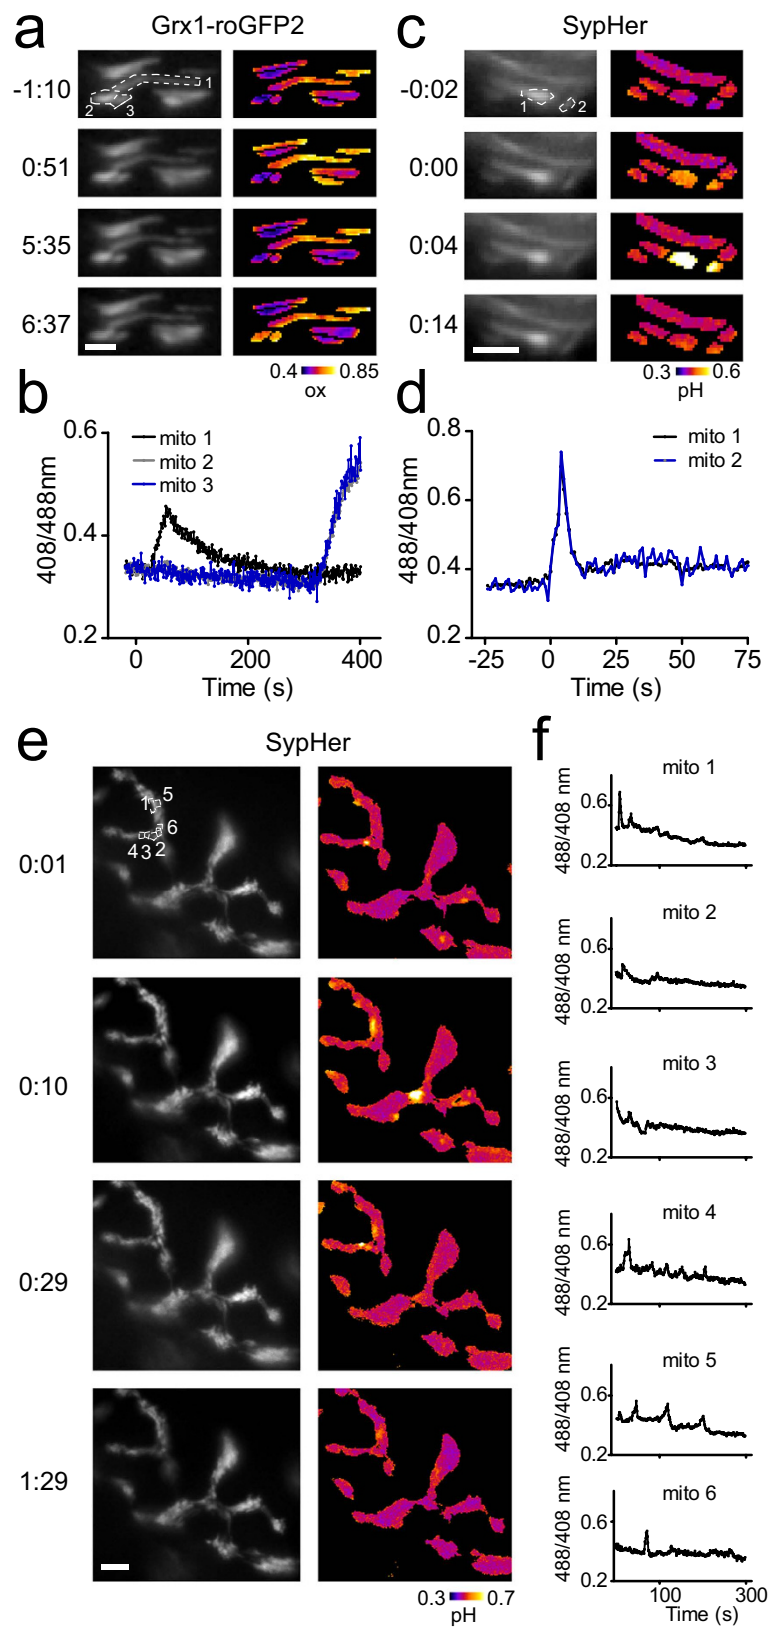 a
Grx1-roGFP2
-1:10
1
2
3
0:51
5:35
6:37
0.4 0.85
ox
c
SypHer
-0:02
1
2
0:00
0:04
0:14
0.3 0.6
pH
b
0.6
0.4
0.2
408/488nm
mito 1
mito 2
mito 3
0 200 400
Time (s)
d
0.8
0.6
0.4
0.2
488/408nm
mito 1
mito 2
-25 0 25 50 75
Time (s)
e
SypHer
0:01
1 5
6
4 3 2
0:10
0:29
1:29
0.3 0.7
pH
f
mito 1
488/408 nm
0.6
0.2
mito 2
488/408 nm
0.6
0.2
mito 3
488/408 nm
0.6
0.2
mito 4
488/408 nm
0.6
0.2
mito 5
488/408 nm
0.6
0.2
mito 6
488/408 nm
0.6
0.2
100 300
Time (s)